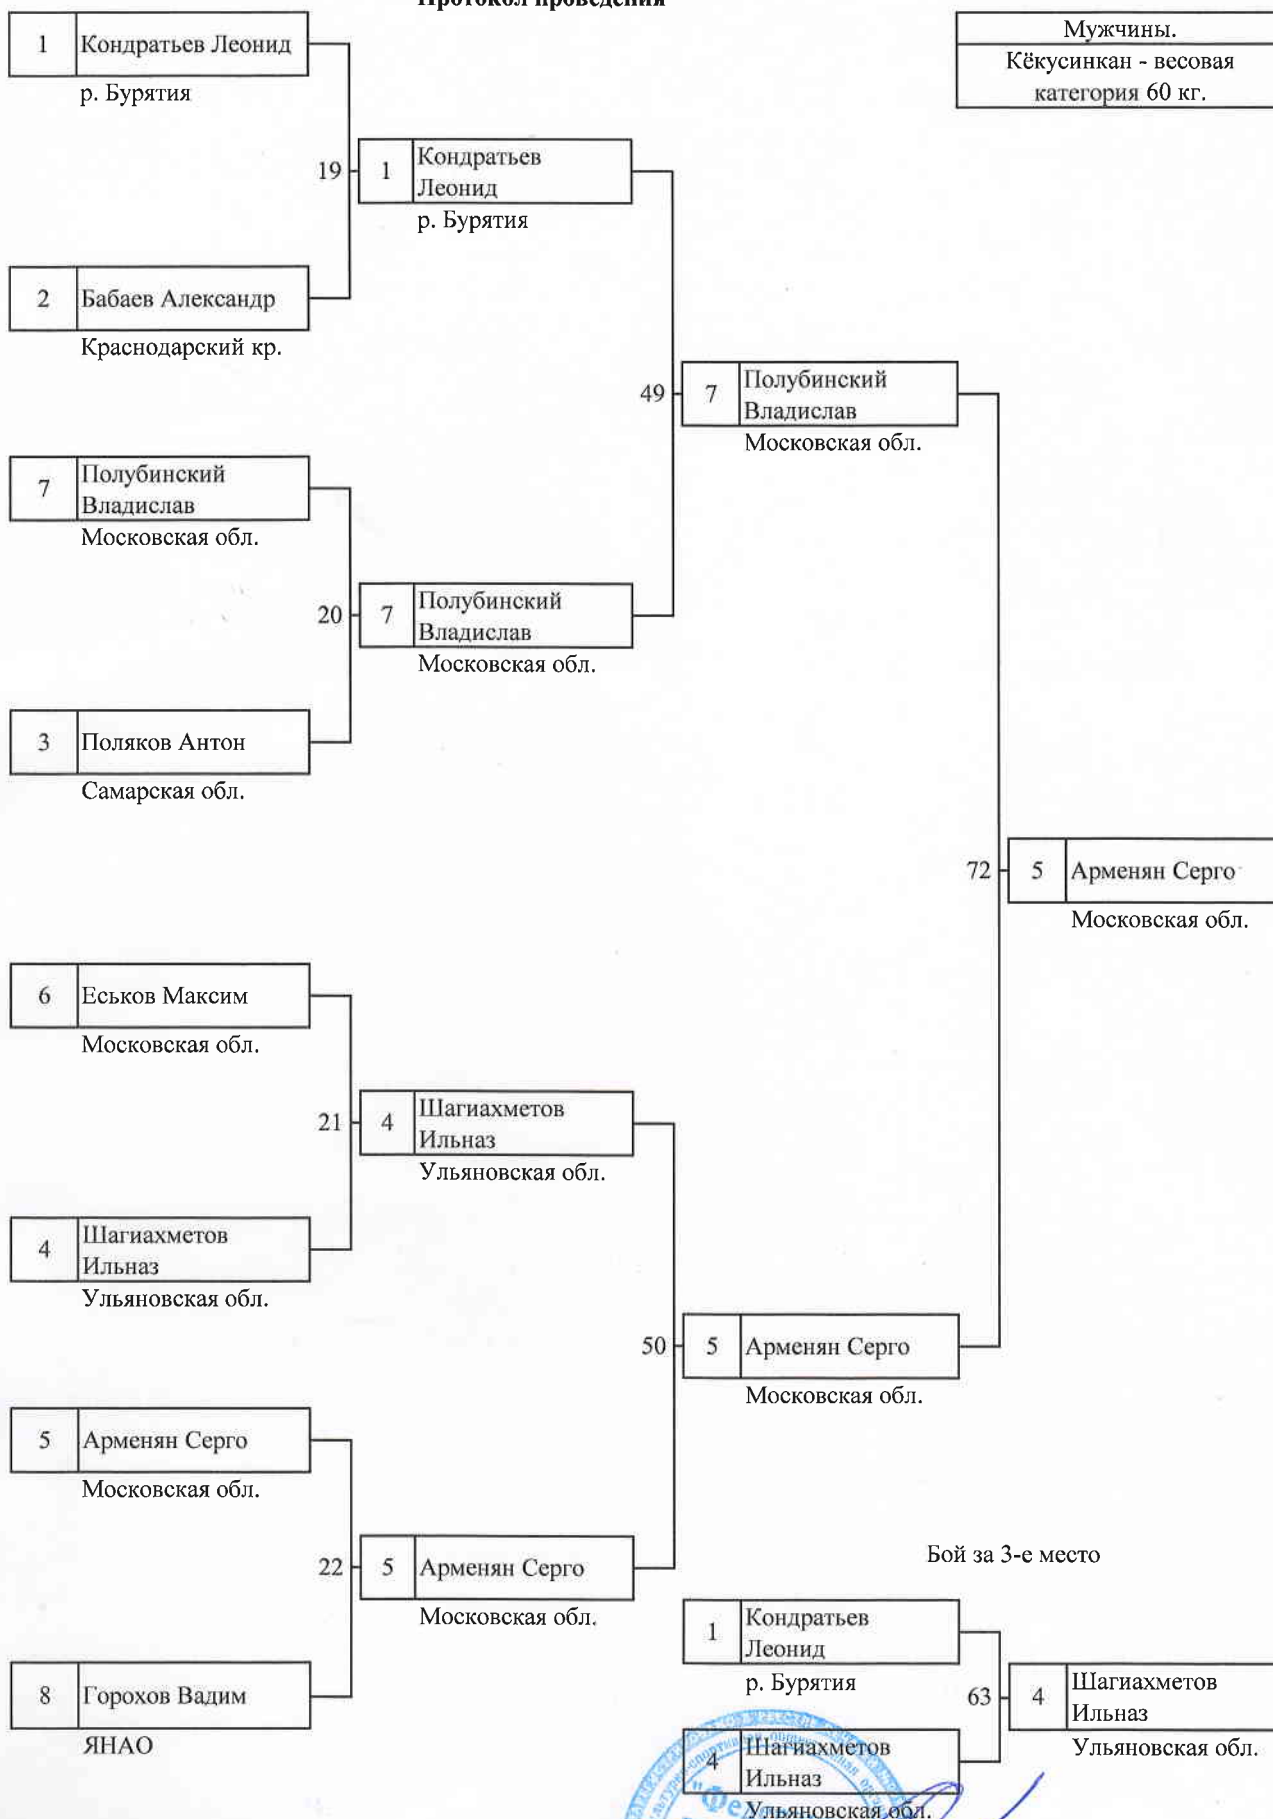 Протокол проведения
Мужчины.
Кёкусинкан - весовая
категория 60 кг.
1 Кондратьев Леонид
р. Бурятия
19 1 Кондратьев
Леонид
р. Бурятия
2 Бабаев Александр
Краснодарский кр.
49 7 Полубинский
Владислав
Московская обл.
7 Полубинский
Владислав
Московская обл.
20 7 Полубинский
Владислав
Московская обл.
3 Поляков Антон
Самарская обл.
72 5 Арменян Серго
Московская обл.
6 Еськов Максим
Московская обл.
21 4 Шагиахметов
Ильназ
Ульяновская обл.
4 Шагиахметов
Ильназ
Ульяновская обл.
50 5 Арменян Серго
Московская обл.
5 Арменян Серго
Московская обл.
22 5 Арменян Серго
Московская обл.
8 Горохов Вадим
ЯНАО
Бой за 3-е место
1 Кондратьев
Леонид
р. Бурятия
63 4 Шагиахметов
Ильназ
Ульяновская обл.
4 Шагиахметов
Ильназ
Ульяновская обл.